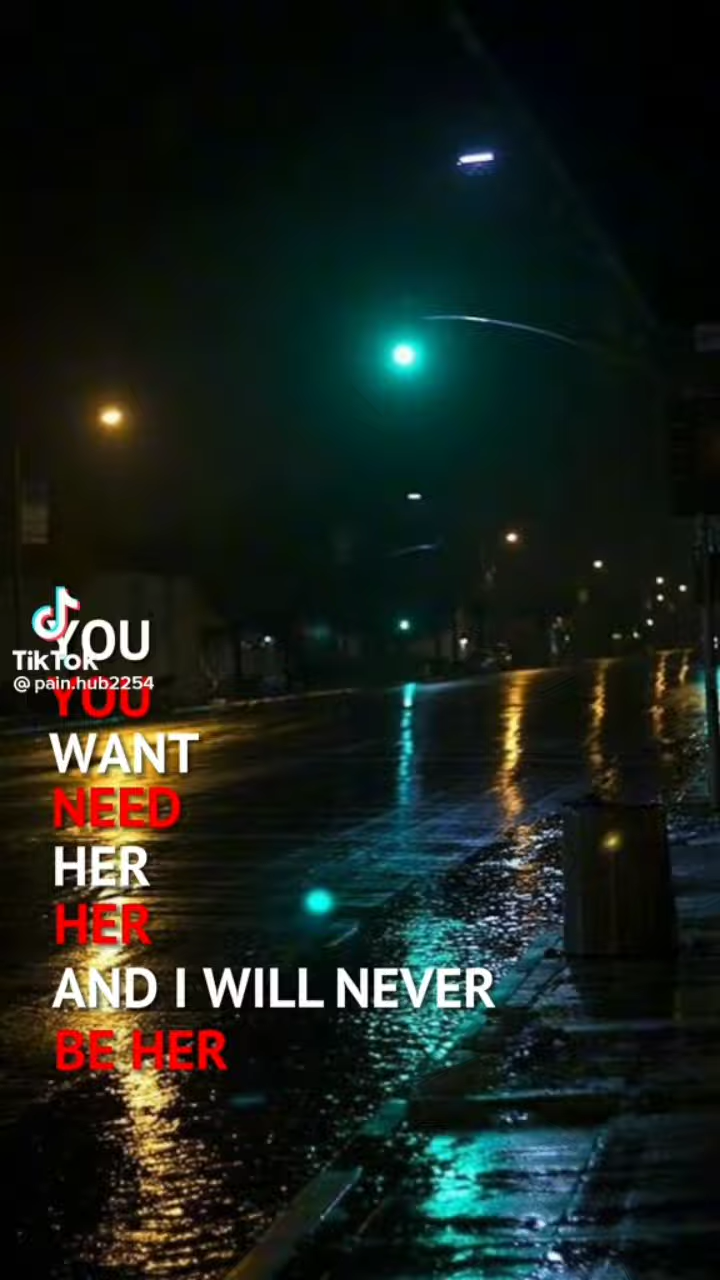 YOU
TikTok
@ pain.hub2254
YOU
WANT
NEED
HER
HER
AND I WILL NEVER
BE HER